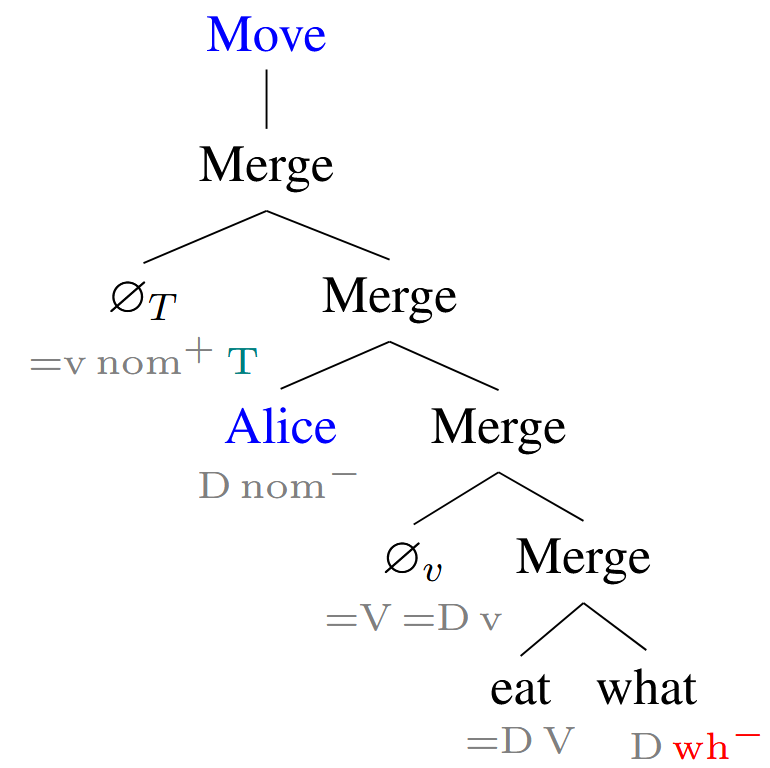 Move
Merge
∅T Merge
=v nom⁺ T
Alice Merge
D nom⁻
∅v Merge
=V =D v
eat what
=D V D wh⁻